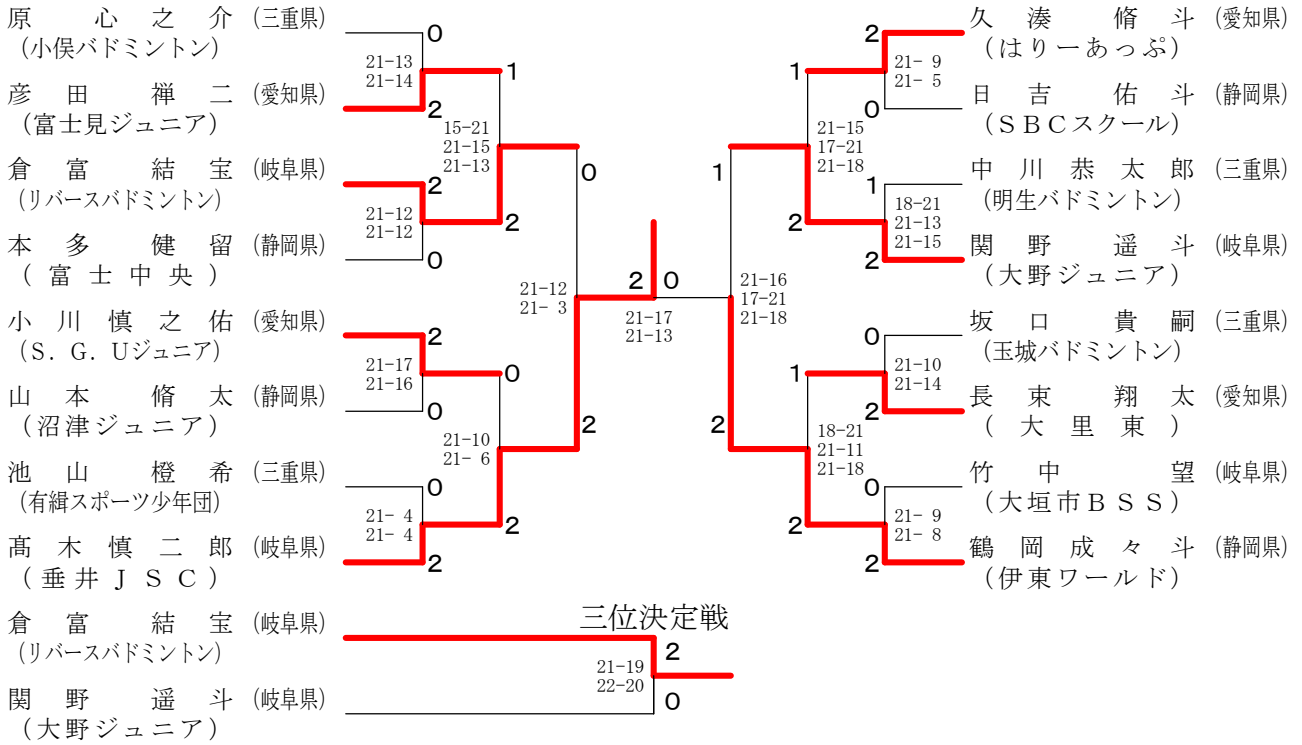 原 心之介 (三重県)
(小俣バドミントン)
0
21-13
21-14
1
彦田 禅二 (愛知県)
(富士見ジュニア)
2
15-21
21-15
21-13
0
倉富 結宝 (岐阜県)
(リバースバドミントン)
2
21-12
21-12
2
本多 健留 (静岡県)
(富士中央)
0
21-12
21- 3
2
小川慎之佑 (愛知県)
(S. G. Uジュニア)
2
21-17
21-16
0
山本 脩太 (静岡県)
(沼津ジュニア)
0
21-10
21- 6
2
池山 橙希 (三重県)
(有緝スポーツ少年団)
0
21- 4
21- 4
2
髙木慎二郎 (岐阜県)
(垂井JSC)
2
0
21-17
21-13
久湊 脩斗 (愛知県)
(はりーあっぷ)
2
1
21- 9
21- 5
日吉 佑斗 (静岡県)
(SBCスクール)
0
21-15
17-21
21-18
1
中川恭太郎 (三重県)
(明生バドミントン)
1
18-21
21-13
21-15
2
関野 遥斗 (岐阜県)
(大野ジュニア)
2
21-16
17-21
21-18
坂口 貴嗣 (三重県)
(玉城バドミントン)
0
21-10
21-14
1
長束 翔太 (愛知県)
(大里東)
2
18-21
21-11
21-18
2
竹中 望 (岐阜県)
(大垣市BSS)
0
21- 9
21- 8
2
鶴岡成々斗 (静岡県)
(伊東ワールド)
2
三位決定戦
倉富 結宝 (岐阜県)
(リバースバドミントン)
2
21-19
22-20
関野 遥斗 (岐阜県)
(大野ジュニア)
0